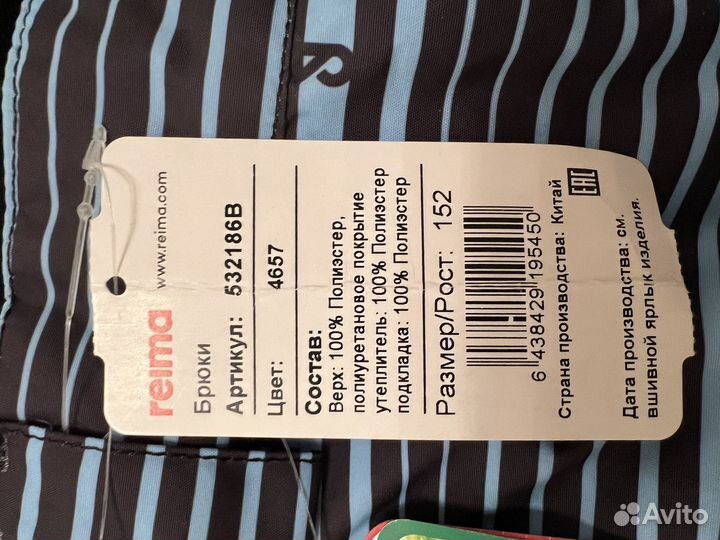 reima
www.reima.com
Брюки
Артикул: 532186B
Цвет: 4657
Состав:
Верх: 100% Полиэстер,
полиуретановое покрытие
утеплитель: 100% Полиэстер
подкладка: 100% Полиэстер
Размер/Рост: 152
6 438429 195450
Страна производства: Китай
EAC
Дата производства: см.
вшивной ярлык изделия.
Avito